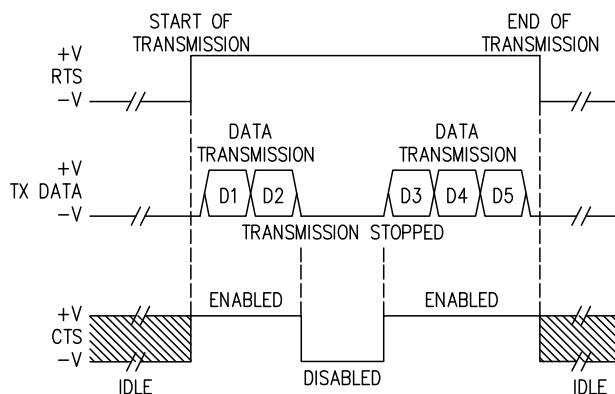 START OF
TRANSMISSION
END OF
TRANSMISSION
+V
RTS
−V
DATA
TRANSMISSION
DATA
TRANSMISSION
+V
TX DATA
−V
D1
D2
D3
D4
D5
TRANSMISSION STOPPED
ENABLED
ENABLED
+V
CTS
−V
IDLE
DISABLED
IDLE